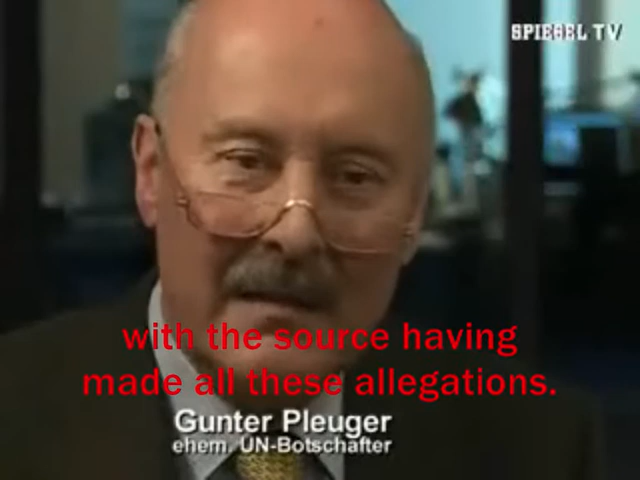 SPIEGEL TV
with the source having
made all these allegations.
Gunter Pleuger
ehem. UN-Botschafter